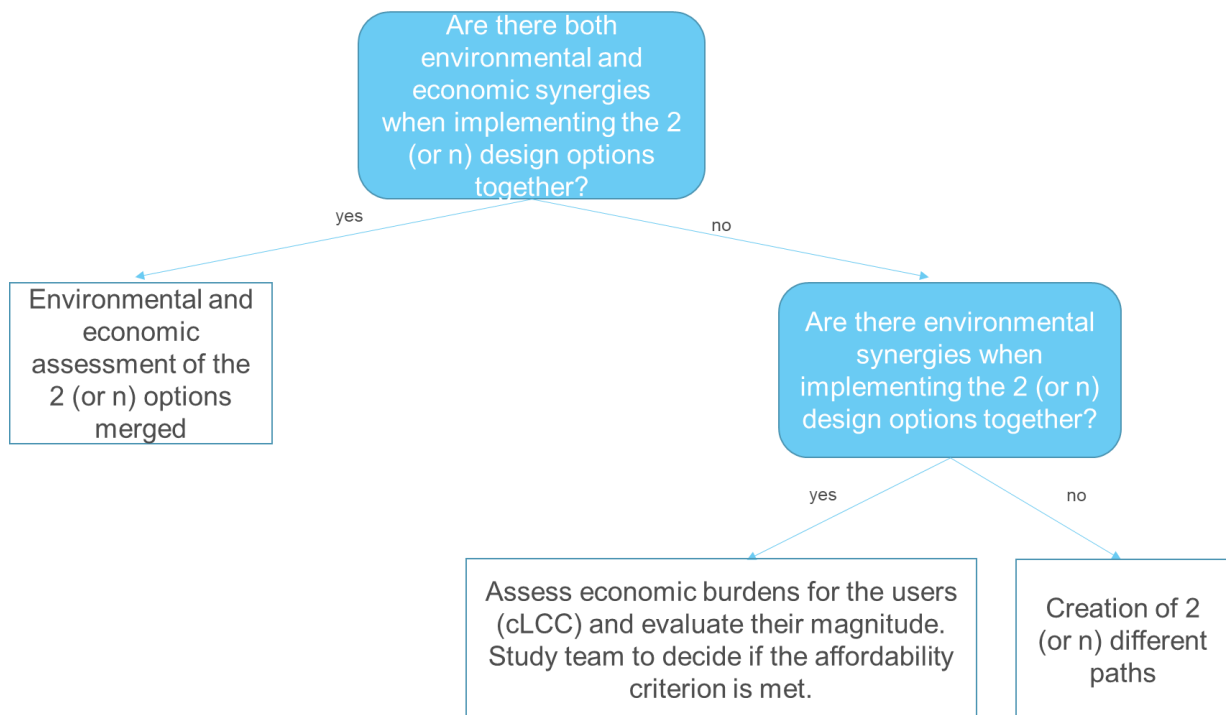 Are there both
environmental and
economic synergies
when implementing the 2
(or n) design options
together?
yes
no
Environmental and
economic
assessment of the
2 (or n) options
merged
Are there environmental
synergies when
implementing the 2 (or n)
design options together?
yes
no
Assess economic burdens for the users
(cLCC) and evaluate their magnitude.
Study team to decide if the affordability
criterion is met.
Creation of 2
(or n) different
paths